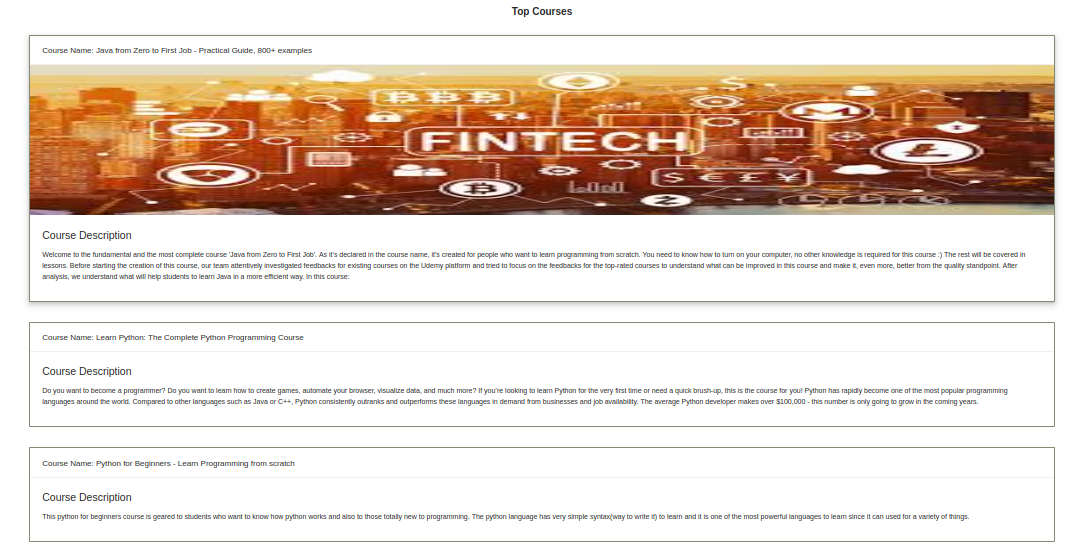 Top Courses
Course Name: Java from Zero to First Job - Practical Guide, 800+ examples
FINTECH
$ € £ ¥
Course Description
Welcome to the fundamental and the most complete course 'Java from Zero to First Job'. As it's declared in the course name, it's created for people who want to learn programming from scratch. You need to know how to turn on your computer, no other knowledge is required for this course :) The rest will be covered in
lessons. Before starting the creation of this course, our team attentively investigated feedbacks for existing courses on the Udemy platform and tried to focus on the feedbacks for the top-rated courses to understand what can be improved in this course and make it, even more, better from the quality standpoint. After
analysis, we understand what will help students to learn Java in a more efficient way. In this course:
Course Name: Learn Python: The Complete Python Programming Course
Course Description
Do you want to become a programmer? Do you want to learn how to create games, automate your browser, visualize data, and much more? If you're looking to learn Python for the very first time or need a quick brush-up, this is the course for you! Python has rapidly become one of the most popular programming
languages around the world. Compared to other languages such as Java or C++, Python consistently outranks and outperforms these languages in demand from businesses and job availability. The average Python developer makes over $100,000 - this number is only going to grow in the coming years.
Course Name: Python for Beginners - Learn Programming from scratch
Course Description
This python for beginners course is geared to students who want to know how python works and also to those totally new to programming. The python language has very simple syntax(way to write it) to learn and it is one of the most powerful languages to learn since it can used for a variety of things.